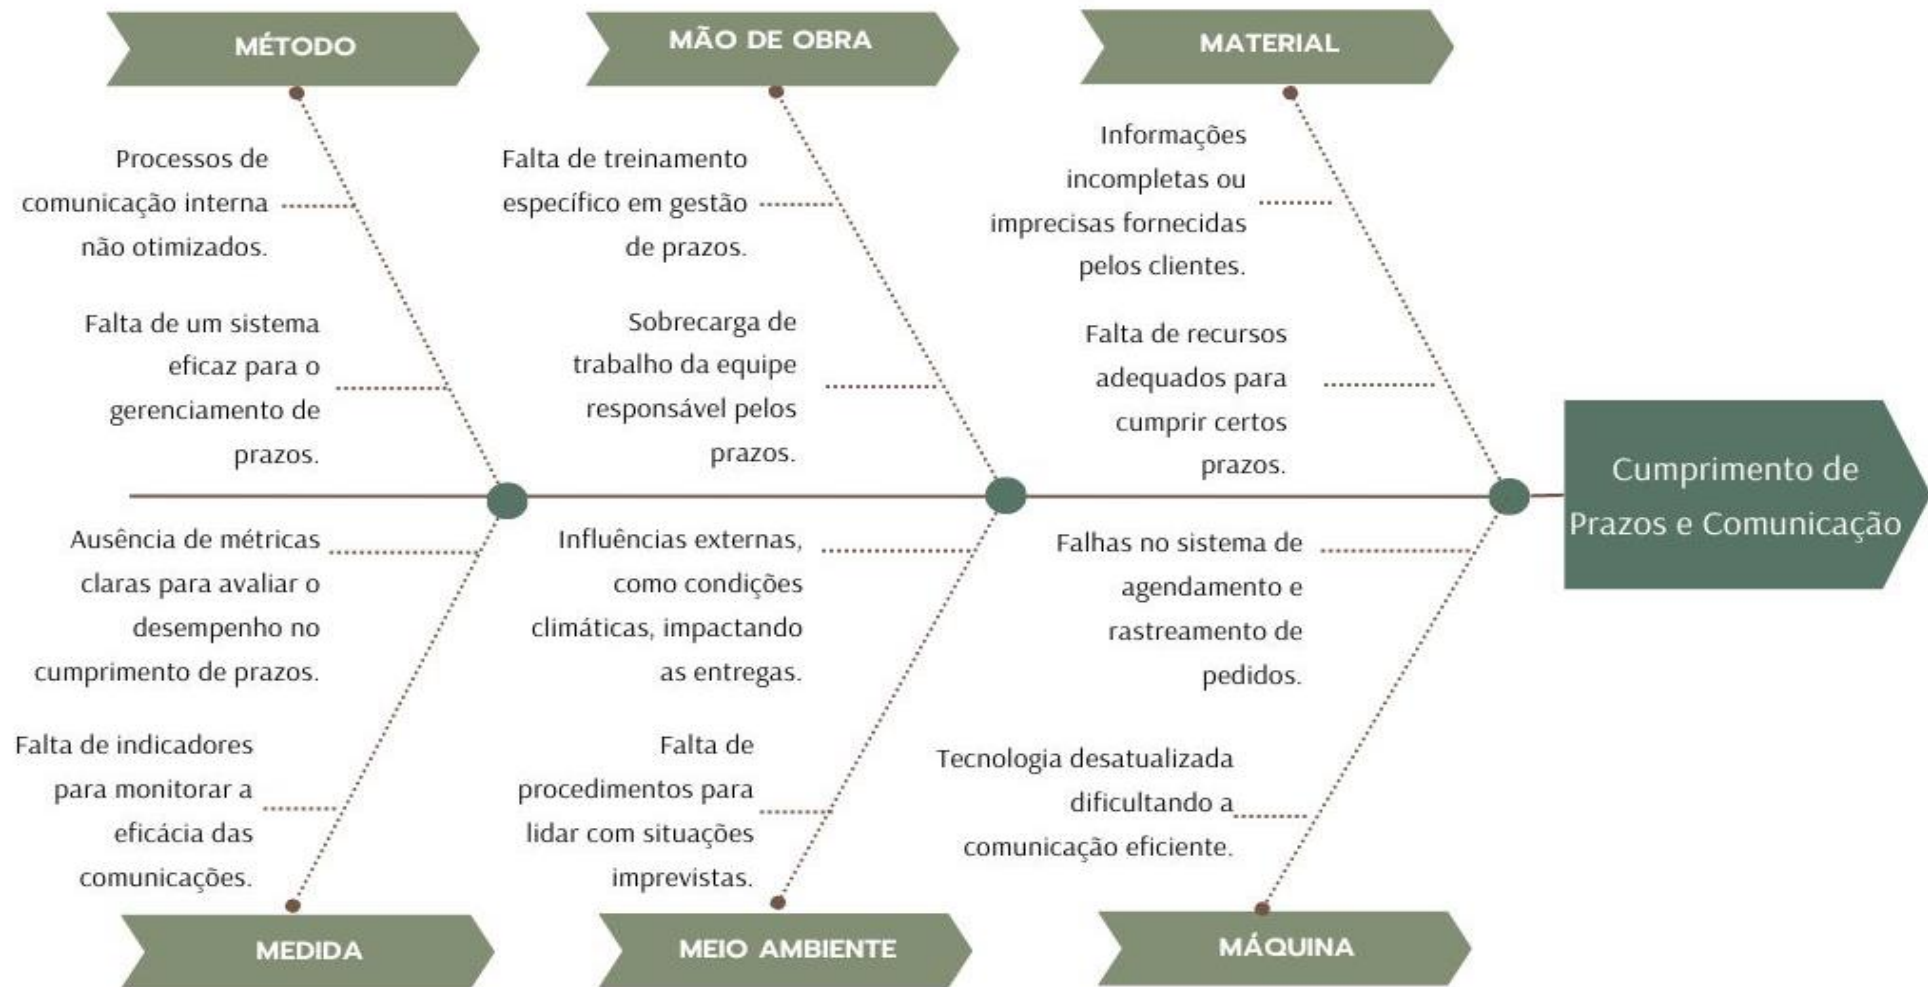 MÉTODO
Processos de
comunicação interna
não otimizados.
Falta de um sistema
eficaz para o
gerenciamento de
prazos.
MÃO DE OBRA
Falta de treinamento
específico em gestão
de prazos.
Sobrecarga de
trabalho da equipe
responsável pelos
prazos.
MATERIAL
Informações
incompletas ou
imprecisas fornecidas
pelos clientes.
Falta de recursos
adequados para
cumprir certos
prazos.
Cumprimento de
Prazos e Comunicação
Ausência de métricas
claras para avaliar o
desempenho no
cumprimento de prazos.
Falta de indicadores
para monitorar a
eficácia das
comunicações.
MEDIDA
Influências externas,
como condições
climáticas, impactando
as entregas.
Falta de
procedimentos para
lidar com situações
imprevistas.
MEIO AMBIENTE
Falhas no sistema de
agendamento e
rastreamento de
pedidos.
Tecnologia desatualizada
dificultando a
comunicação eficiente.
MÁQUINA